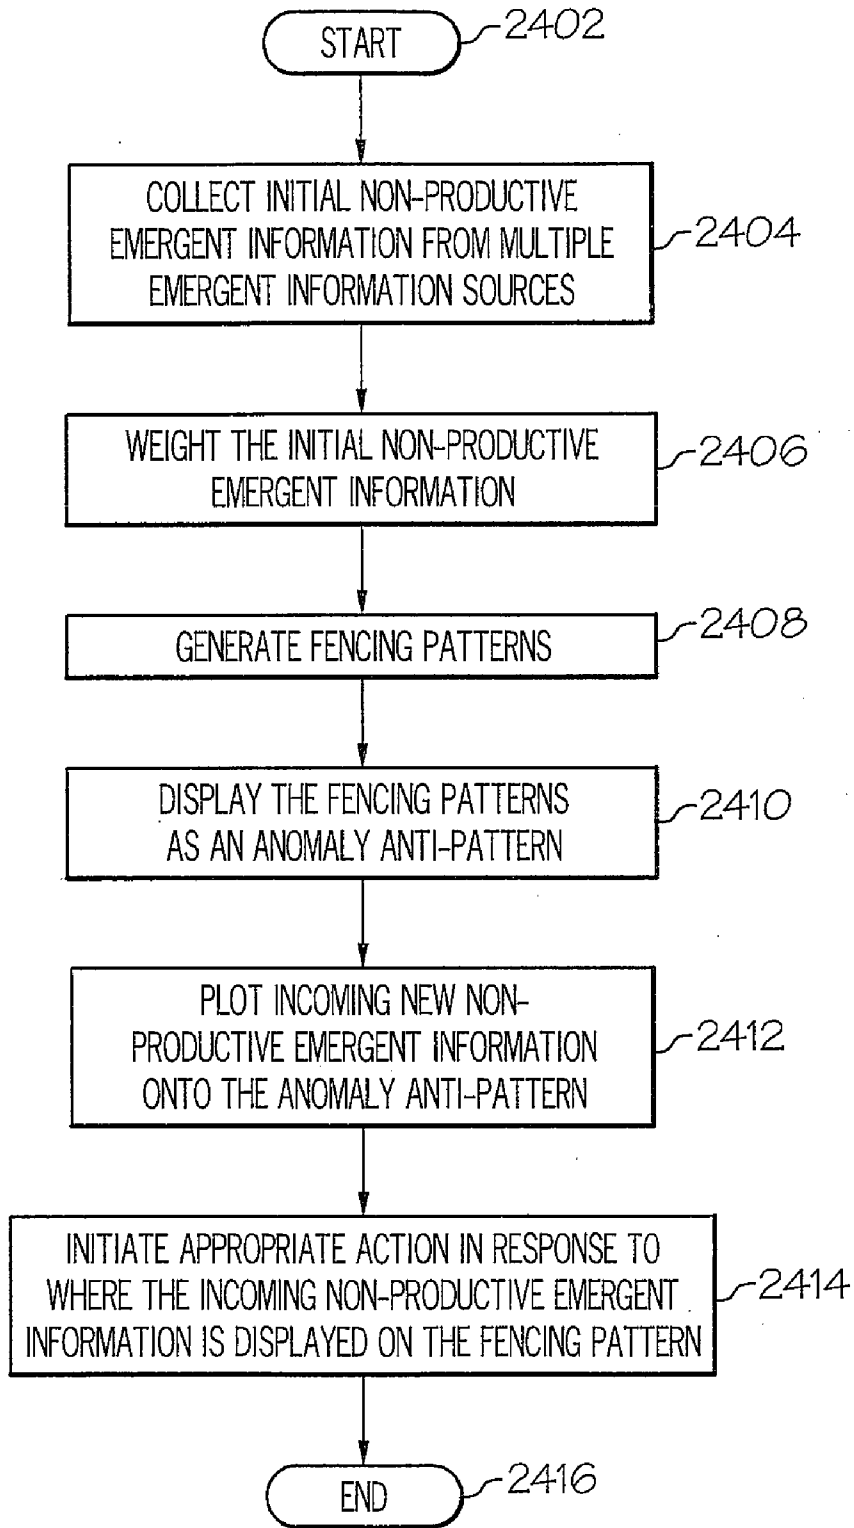 START
2402
COLLECT INITIAL NON-PRODUCTIVE
EMERGENT INFORMATION FROM MULTIPLE
EMERGENT INFORMATION SOURCES
2404
WEIGHT THE INITIAL NON-PRODUCTIVE
EMERGENT INFORMATION
2406
GENERATE FENCING PATTERNS
2408
DISPLAY THE FENCING PATTERNS
AS AN ANOMALY ANTI-PATTERN
2410
PLOT INCOMING NEW NON-
PRODUCTIVE EMERGENT INFORMATION
ONTO THE ANOMALY ANTI-PATTERN
2412
INITIATE APPROPRIATE ACTION IN RESPONSE TO
WHERE THE INCOMING NON-PRODUCTIVE EMERGENT
INFORMATION IS DISPLAYED ON THE FENCING PATTERN
2414
END
2416